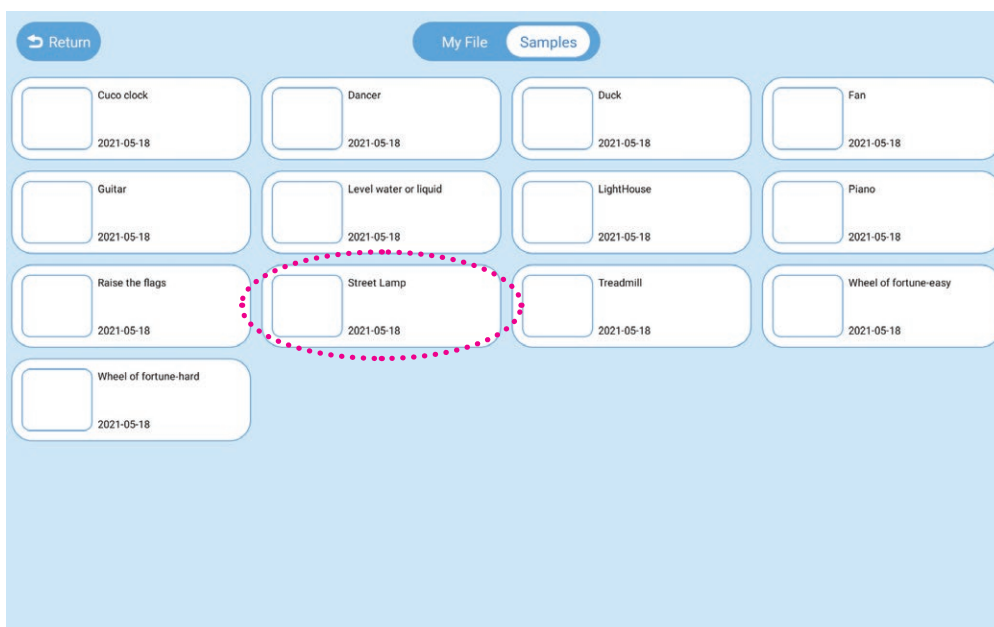 Return
My File Samples
Cuco clock
2021-05-18
Dancer
2021-05-18
Duck
2021-05-18
Fan
2021-05-18
Guitar
2021-05-18
Level water or liquid
2021-05-18
LightHouse
2021-05-18
Piano
2021-05-18
Raise the flags
2021-05-18
Street Lamp
2021-05-18
Treadmill
2021-05-18
Wheel of fortune-easy
2021-05-18
Wheel of fortune-hard
2021-05-18